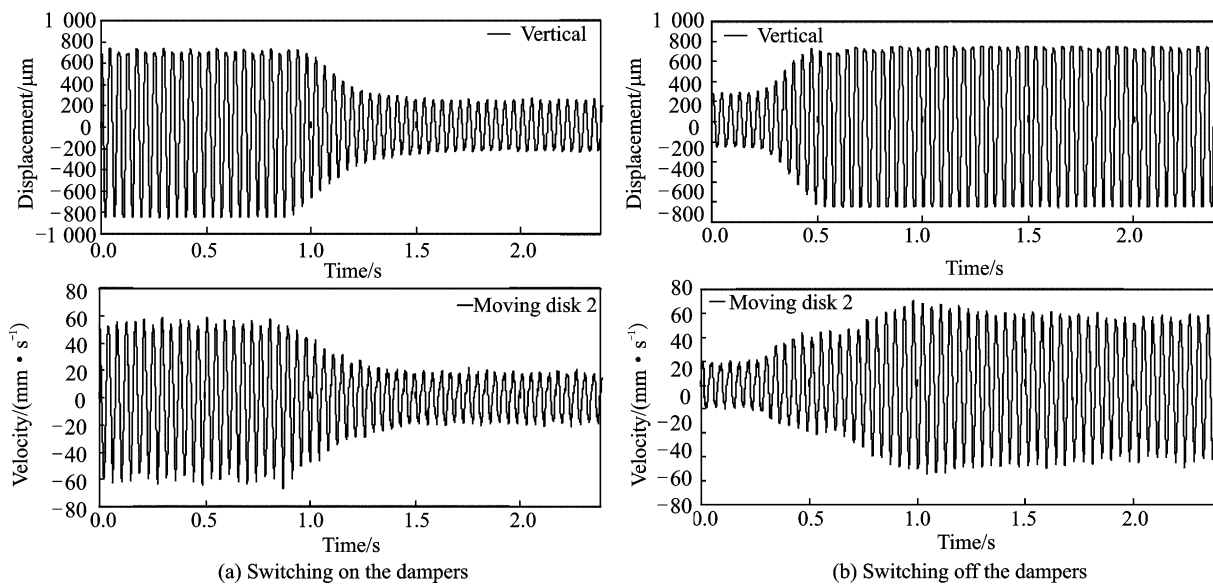 1 000
800
600
400
200
0
−200
−400
−600
−800
−1 000
Displacement/μm
Vertical
0.0 0.5 1.0 1.5 2.0
Time/s
1 000
800
600
400
200
0
−200
−400
−600
−800
Displacement/μm
Vertical
0.0 0.5 1.0 1.5 2.0
Time/s
80
60
40
20
0
−20
−40
−60
−80
Velocity/(mm • s⁻¹)
Moving disk 2
0.0 0.5 1.0 1.5 2.0
Time/s
(a) Switching on the dampers
80
60
40
20
0
−20
−40
−60
−80
Velocity/(mm • s⁻¹)
Moving disk 2
0.0 0.5 1.0 1.5 2.0
Time/s
(b) Switching off the dampers